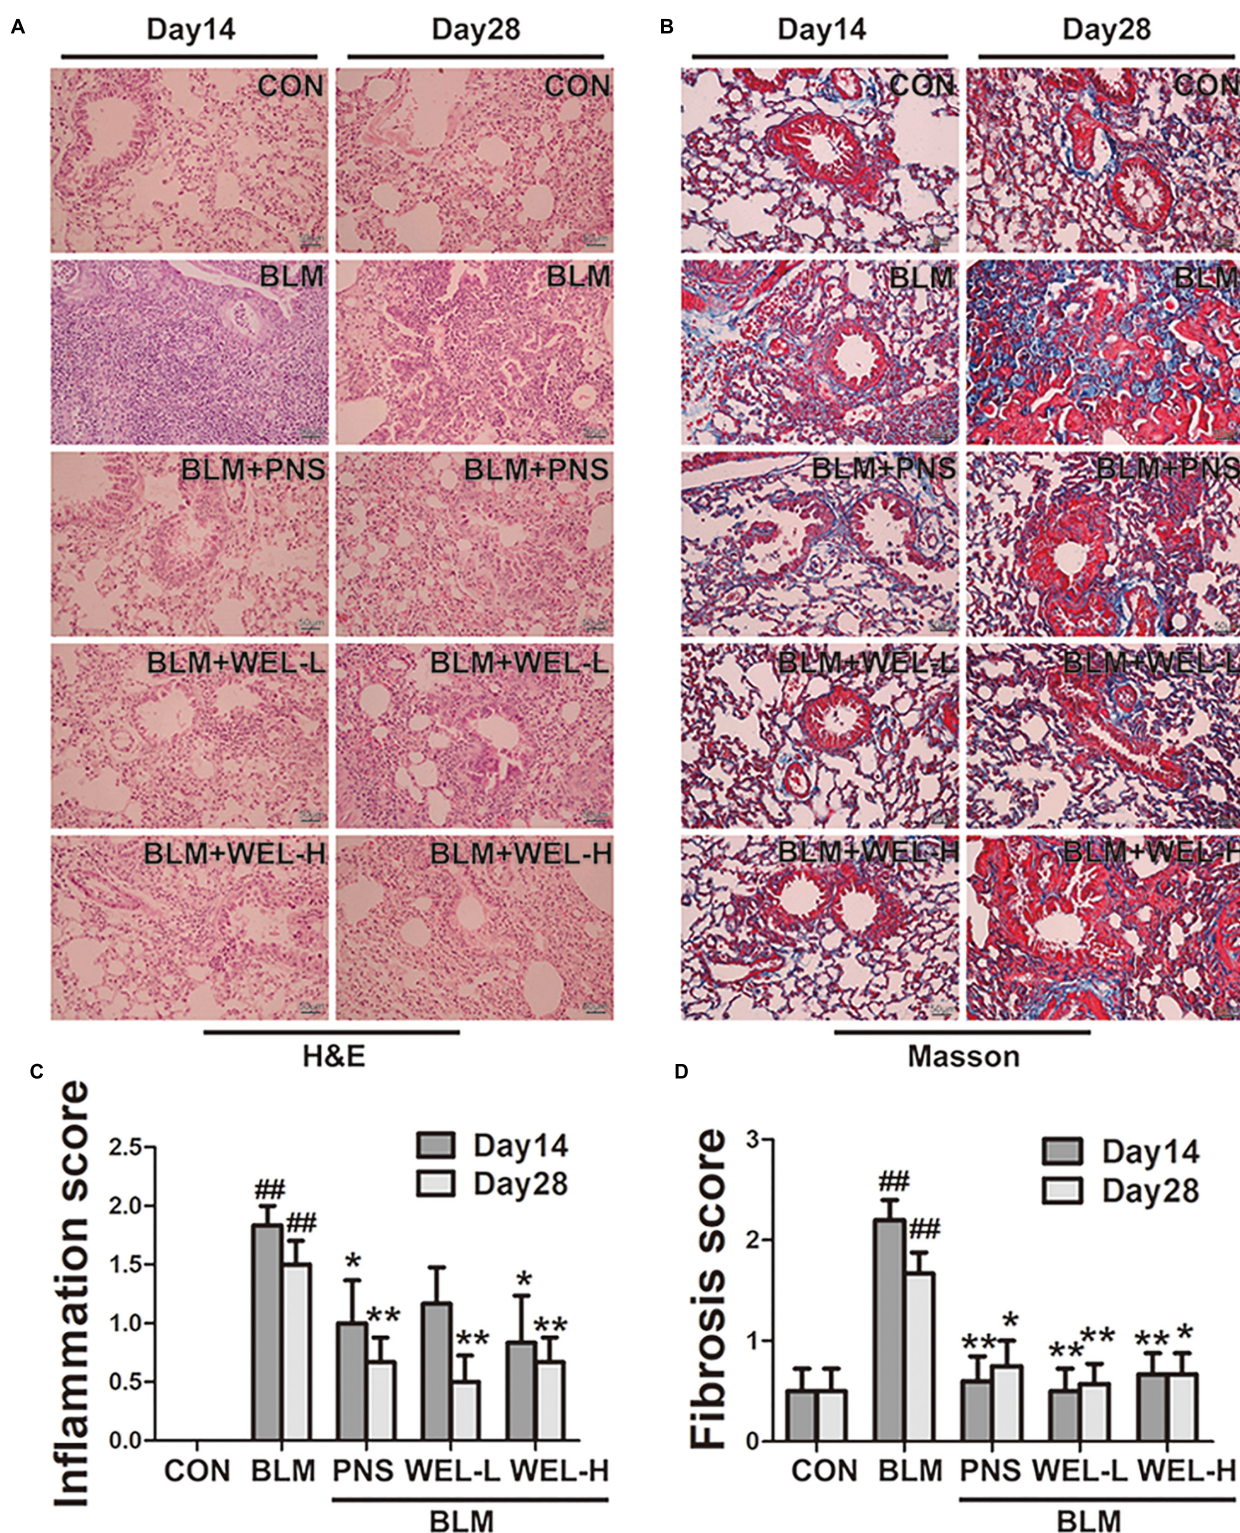 A
Day14 Day28
CON CON
BLM BLM
BLM+PNS BLM+PNS
BLM+WEL-L BLM+WEL-L
BLM+WEL-H BLM+WEL-H
H&E
B
Day14 Day28
CON CON
BLM BLM
BLM+PNS BLM+PNS
BLM+WEL-L BLM+WEL-L
BLM+WEL-H BLM+WEL-H
Masson
C
Inflammation score
2.5
2.0
1.5
1.0
0.5
0.0
Day14
Day28
## ##
* **
**
* **
CON BLM PNS WEL-L WEL-H
BLM
D
Fibrosis score
3
2
1
0
Day14
Day28
## ##
** *
** **
** *
CON BLM PNS WEL-L WEL-H
BLM